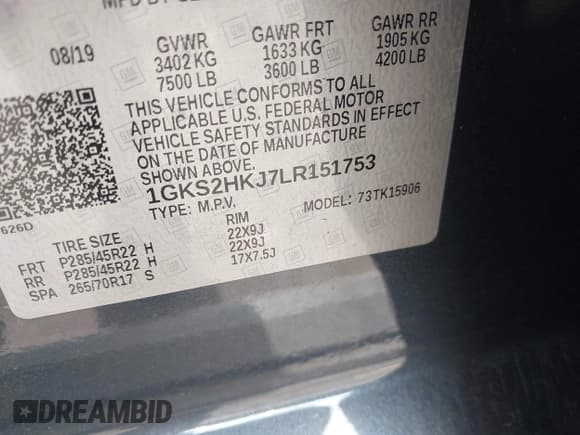 MFD BY
08/19
GVWR GAWR FRT GAWR RR
3402 KG 1633 KG 1905 KG
7500 LB 3600 LB 4200 LB
THIS VEHICLE CONFORMS TO ALL
APPLICABLE U.S. FEDERAL MOTOR
VEHICLE SAFETY STANDARDS IN EFFECT
ON THE DATE OF MANUFACTURE
SHOWN ABOVE.
1GKS2HKJ7LR151753
TYPE: M.P.V. MODEL: 73TK15906
626D
TIRE SIZE RIM
FRT P285/45R22 H 22X9J
RR P285/45R22 H 22X9J
SPA 265/70R17 S 17X7.5J
GM
DREAMBID